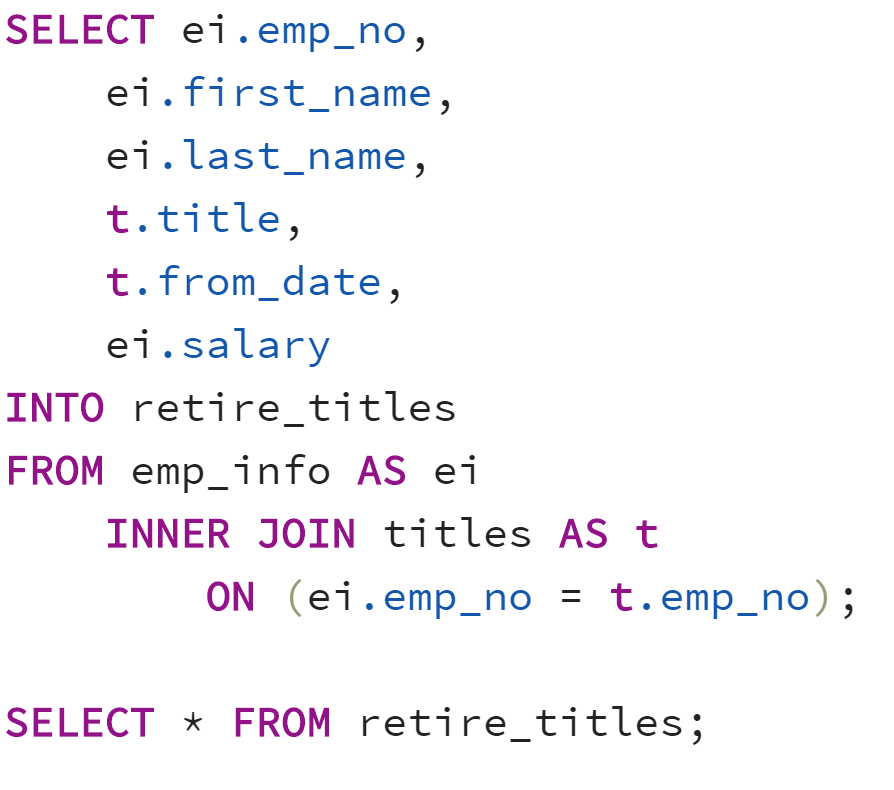 SELECT ei.emp_no,
    ei.first_name,
    ei.last_name,
    t.title,
    t.from_date,
    ei.salary
INTO retire_titles
FROM emp_info AS ei
    INNER JOIN titles AS t
        ON (ei.emp_no = t.emp_no);

SELECT * FROM retire_titles;